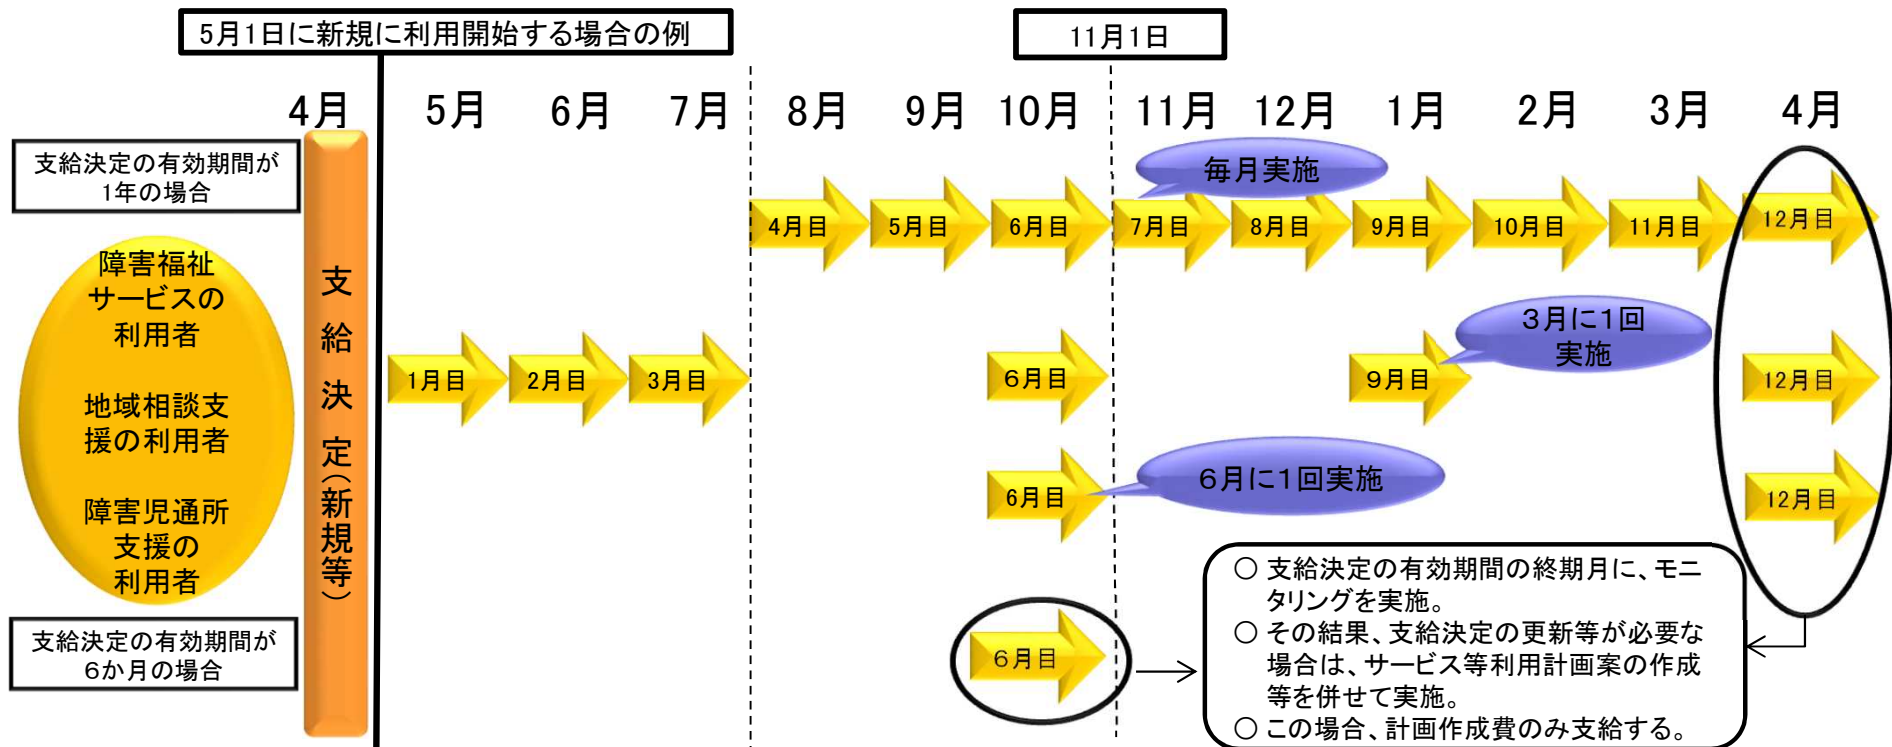 5月1日に新規に利用開始する場合の例
11月1日
4月 5月 6月 7月 8月 9月 10月 11月 12月 1月 2月 3月 4月
支給決定の有効期間が
1年の場合
毎月実施
4月目 5月目 6月目 7月目 8月目 9月目 10月目 11月目 12月目
障害福祉
サービスの
利用者
地域相談支
援の利用者
障害児通所
支援の
利用者
支給決定(新規等)
3月に1回
実施
1月目 2月目 3月目 6月目 9月目 12月目
6月に1回実施
6月目 12月目
支給決定の有効期間が
6か月の場合
6月目
○ 支給決定の有効期間の終期月に、モニ
タリングを実施。
○ その結果、支給決定の更新等が必要な
場合は、サービス等利用計画案の作成
等を併せて実施。
○ この場合、計画作成費のみ支給する。